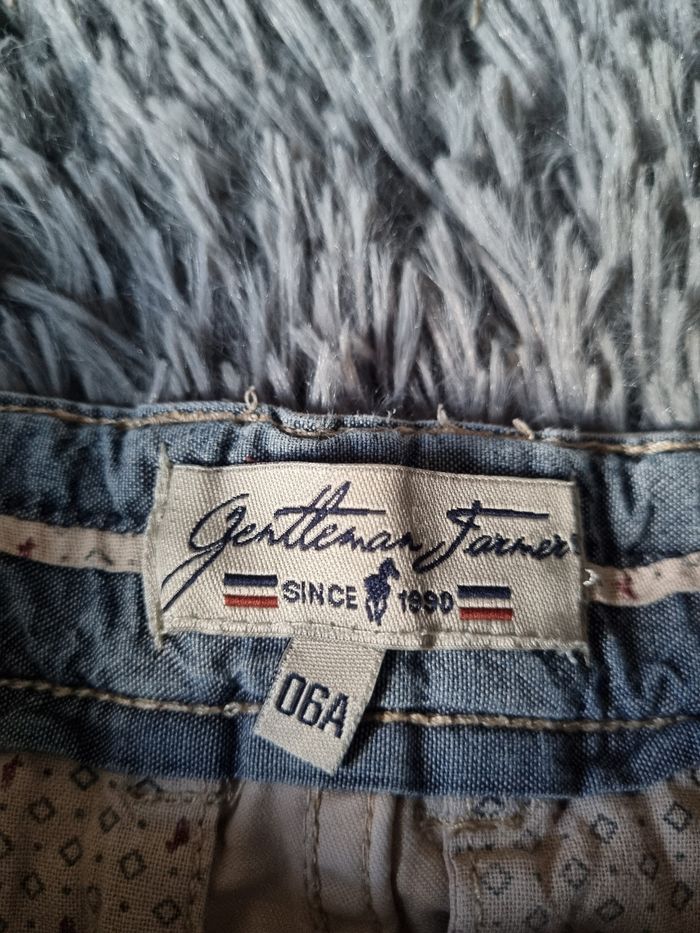 Gentleman Farmer
SINCE 1990
06A